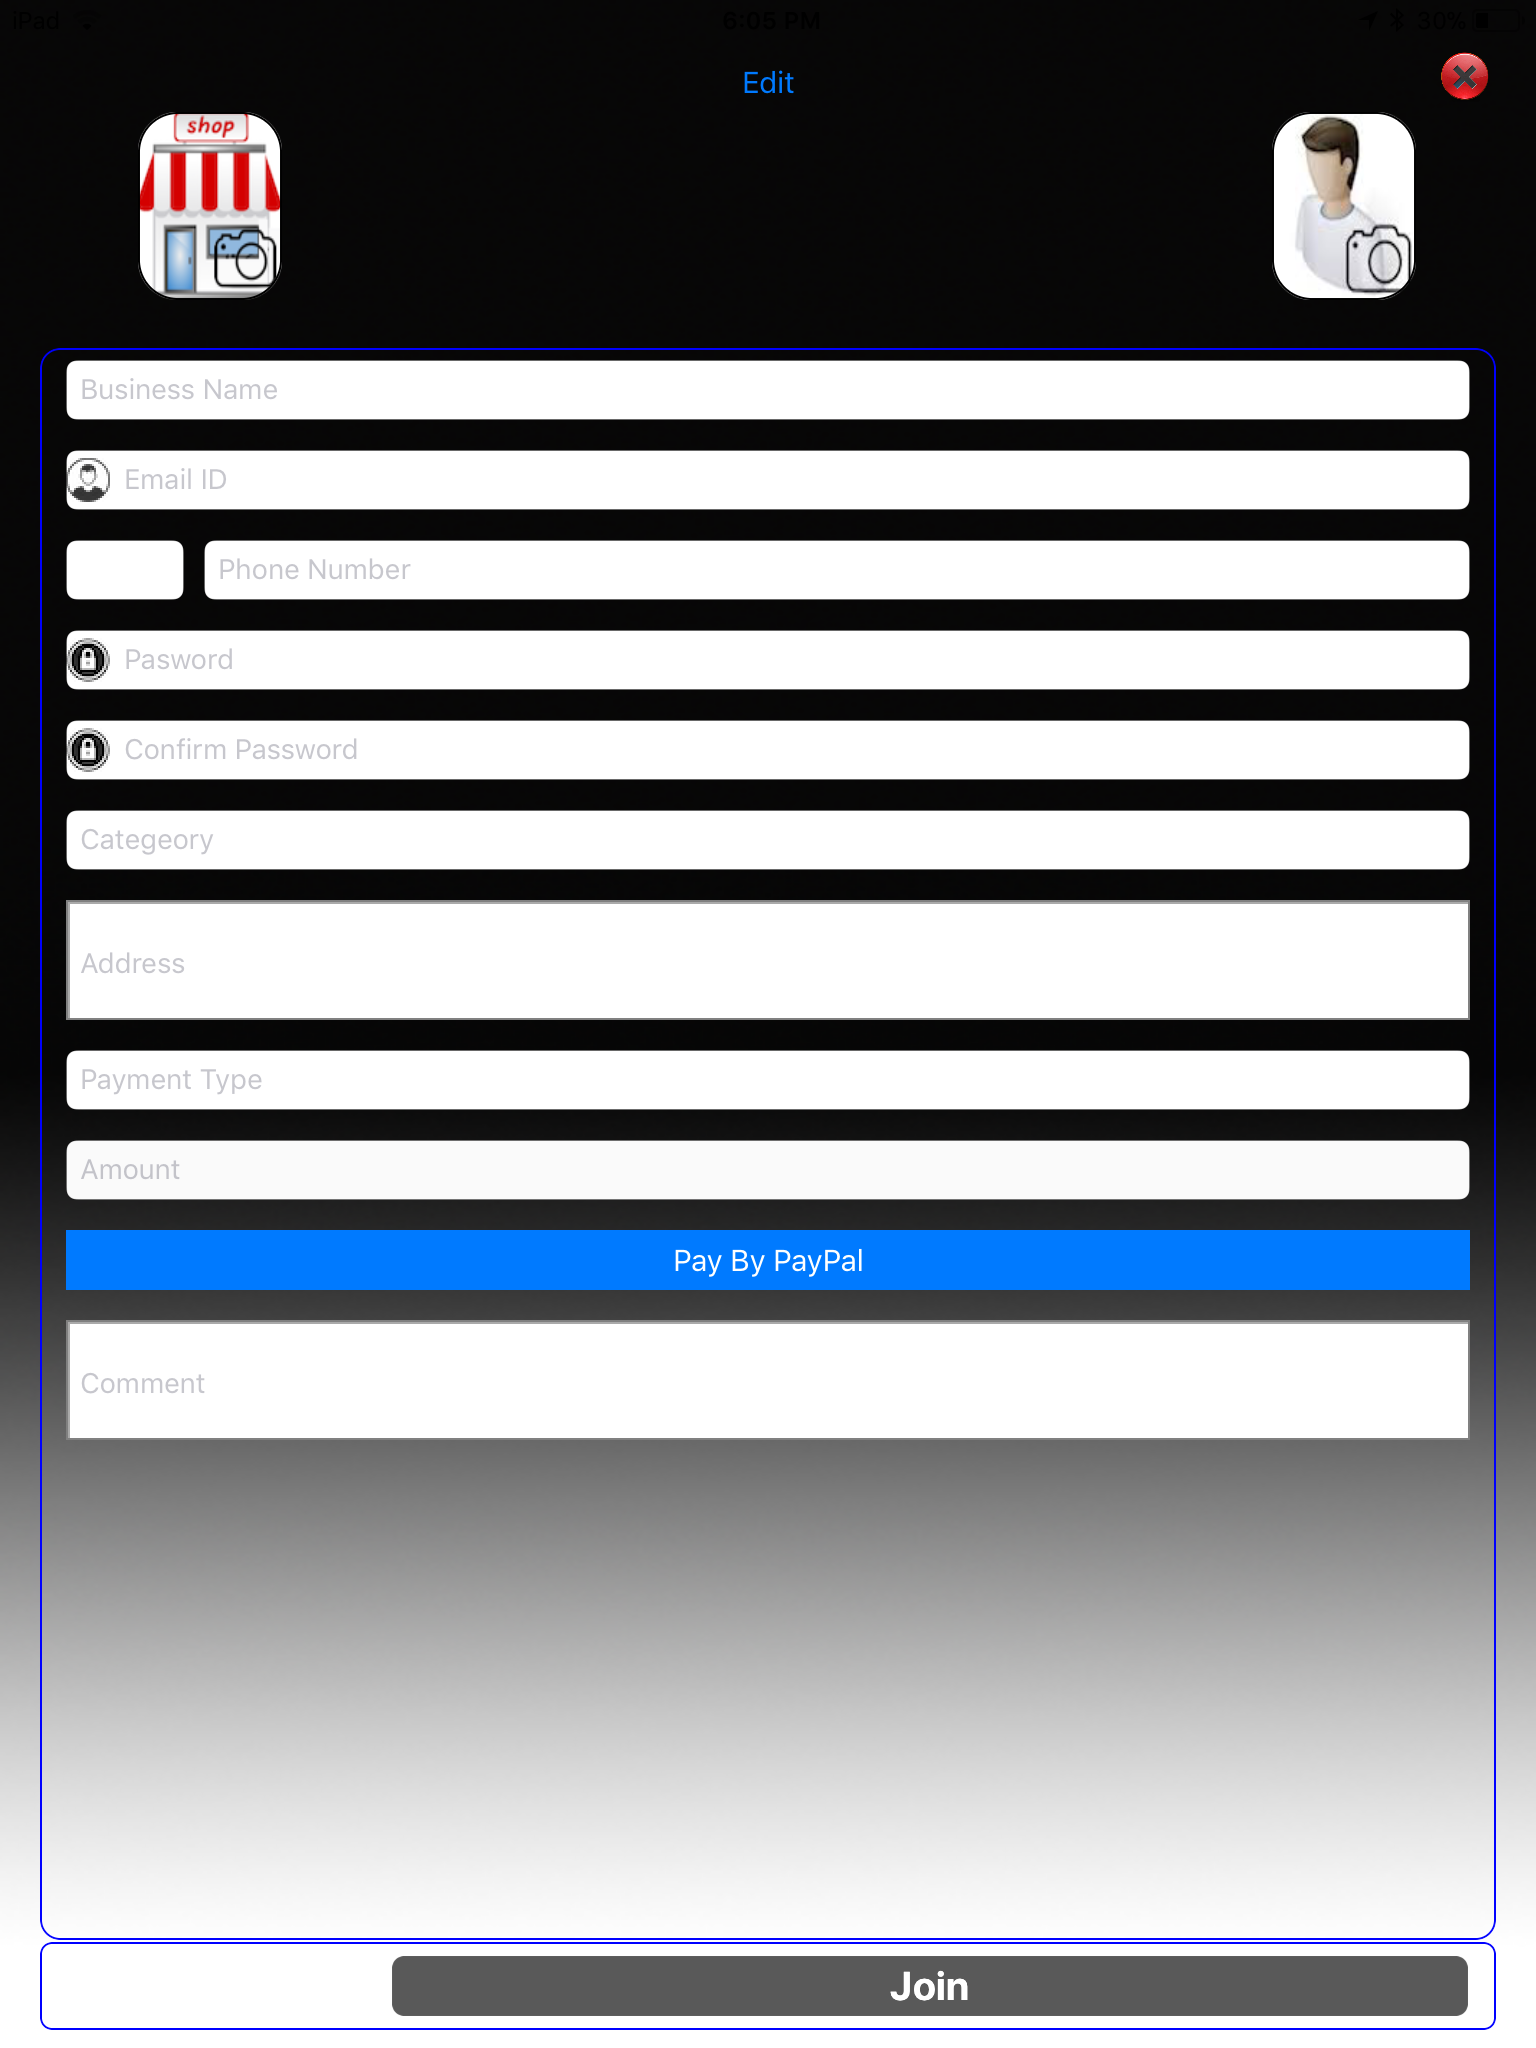 iPad
6:05 PM
30%
Edit
shop
Business Name
Email ID
Phone Number
Pasword
Confirm Password
Categeory
Address
Payment Type
Amount
Pay By PayPal
Comment
Join